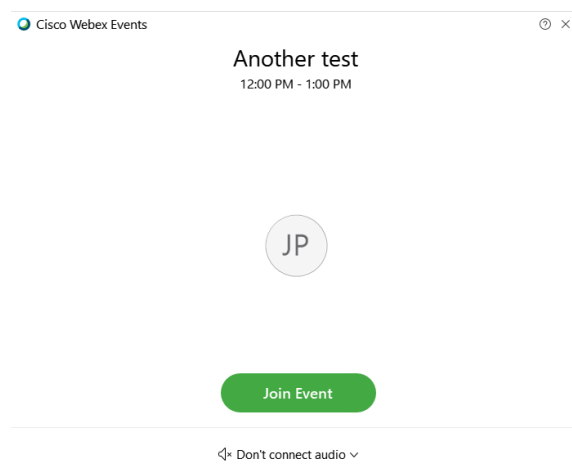 Cisco Webex Events
Another test
12:00 PM - 1:00 PM
JP
Join Event
Don't connect audio